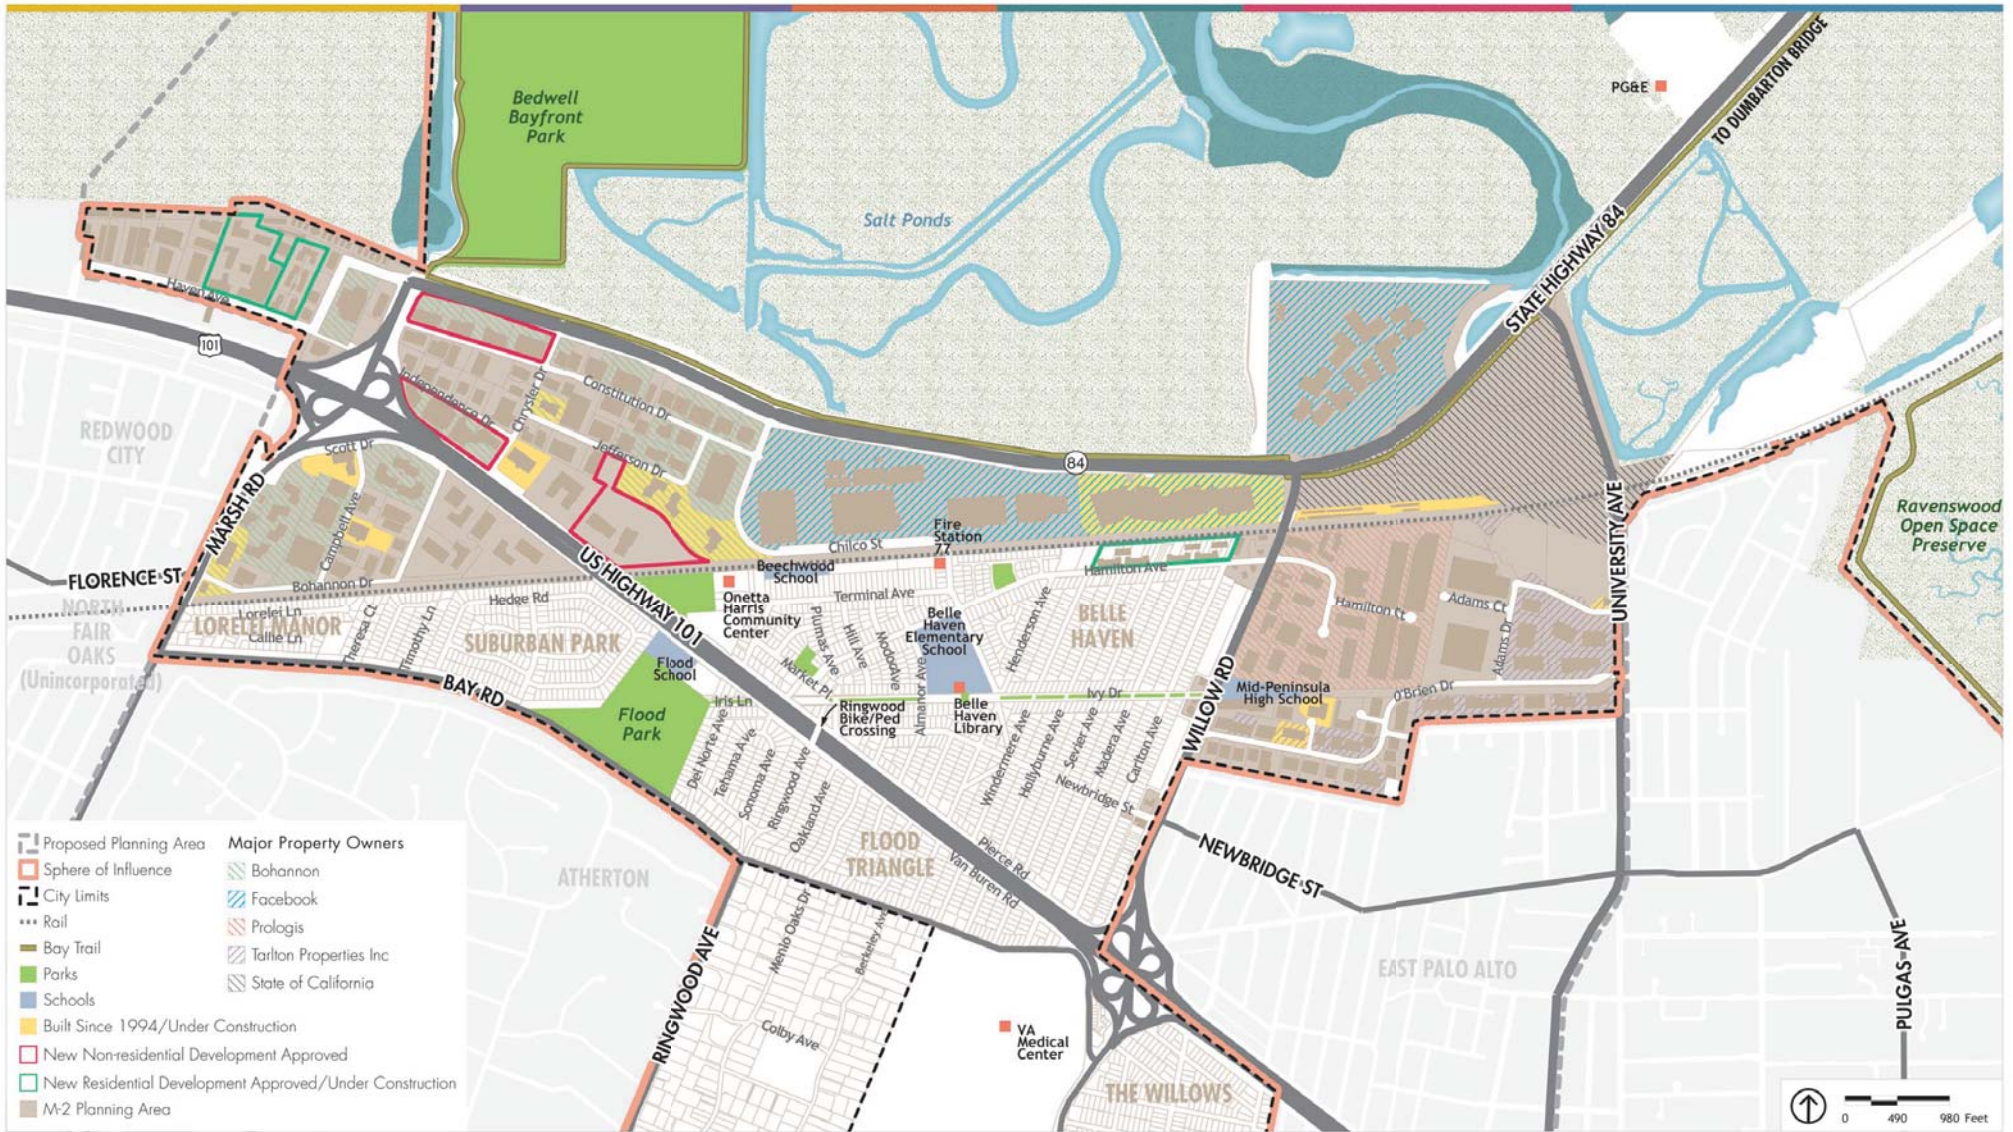 Bedwell
Bayfront
Park
Salt Ponds
PG&E
TO DUMBARTON BRIDGE
STATE HIGHWAY 84
Haven Ave
101
REDWOOD
CITY
Independence Dr
Chrysler Dr
Constitution Dr
Jefferson Dr
Scott Dr
Campbell Ave
MARSH RD
84
Fire
Station
77
Chilco St
Ravenswood
Open Space
Preserve
UNIVERSITY AVE
FLORENCE ST
Bohannon Dr
US HIGHWAY 101
Beechwood
School
Hamilton Ave
NORTH
FAIR
OAKS
(Unincorporated)
Lorelei Ln
LORELEI MANOR
Callie Ln
Theresa Ct
Timothy Ln
Hedge Rd
SUBURBAN PARK
Onetta
Harris
Community
Center
Terminal Ave
Plumas Ave
Hill Ave
Modoc Ave
Belle
Haven
Elementary
School
Henderson Ave
BELLE
HAVEN
Hamilton Ct
Adams Ct
Adams Dr
Flood
School
Market Pl
Almanor Ave
BAY RD
Iris Ln
Flood
Park
Ringwood
Bike/Ped
Crossing
Belle
Haven
Library
Ivy Dr
WILLOW RD
Mid-Peninsula
High School
O'Brien Dr
Del Norte Ave
Tehama Ave
Sonoma Ave
Ringwood Ave
Oakland Ave
Windermere Ave
Hollyburne Ave
Sevier Ave
Madera Ave
Carlton Ave
Newbridge St
FLOOD
TRIANGLE
Pierce Rd
Van Buren Rd
NEWBRIDGE ST
ATHERTON
Menlo Oaks Dr
Berkeley Ave
RINGWOOD AVE
Colby Ave
VA
Medical
Center
EAST PALO ALTO
PULGAS AVE
THE WILLOWS
Proposed Planning Area
Sphere of Influence
City Limits
Rail
Bay Trail
Parks
Schools
Built Since 1994/Under Construction
New Non-residential Development Approved
New Residential Development Approved/Under Construction
M-2 Planning Area
Major Property Owners
Bohannon
Facebook
Prologis
Tarlton Properties Inc
State of California
0 490 980 Feet